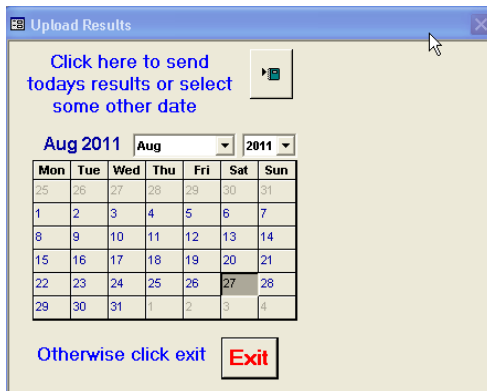 Upload Results
Click here to send
todays results or select
some other date
Aug 2011 Aug 2011
Mon Tue Wed Thu Fri Sat Sun
25 26 27 28 29 30 31
1 2 3 4 5 6 7
8 9 10 11 12 13 14
15 16 17 18 19 20 21
22 23 24 25 26 27 28
29 30 31 1 2 3 4
Otherwise click exit Exit